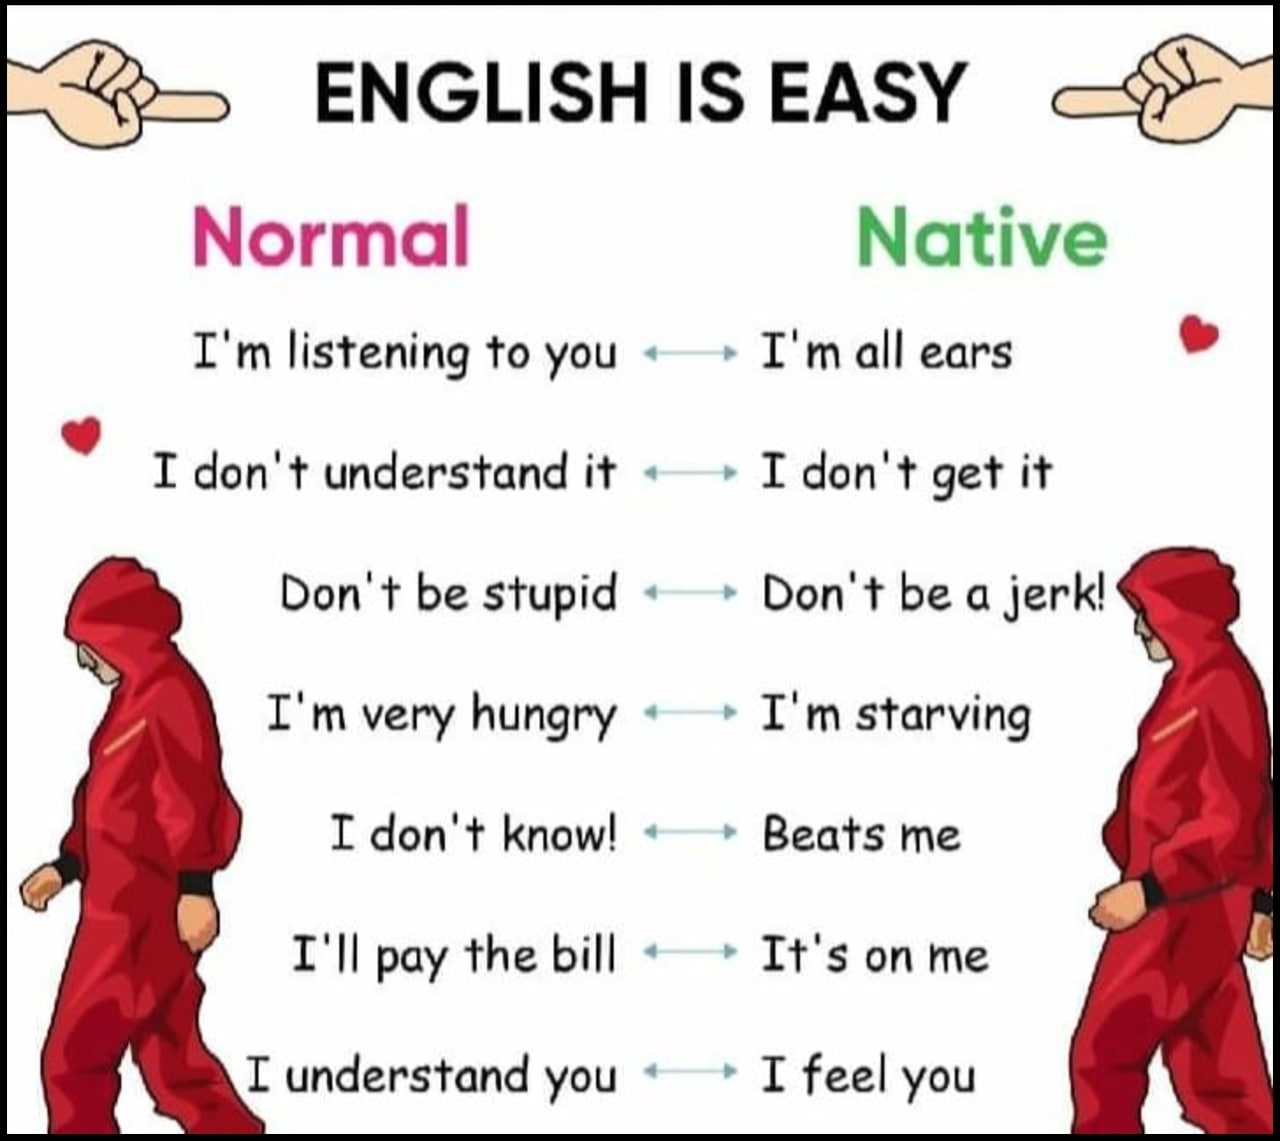 ENGLISH IS EASY
Normal Native
I'm listening to you I'm all ears
I don't understand it I don't get it
Don't be stupid Don't be a jerk!
I'm very hungry I'm starving
I don't know! Beats me
I'll pay the bill It's on me
I understand you I feel you